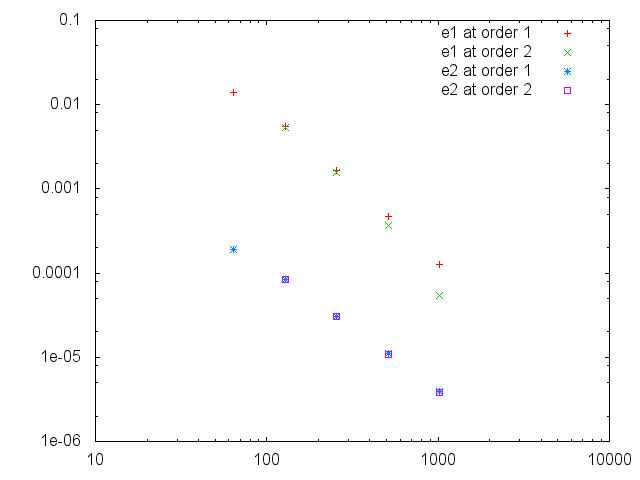 0.1
0.01
0.001
0.0001
1e-05
1e-06
10
100
1000
10000
e1 at order 1
e1 at order 2
e2 at order 1
e2 at order 2